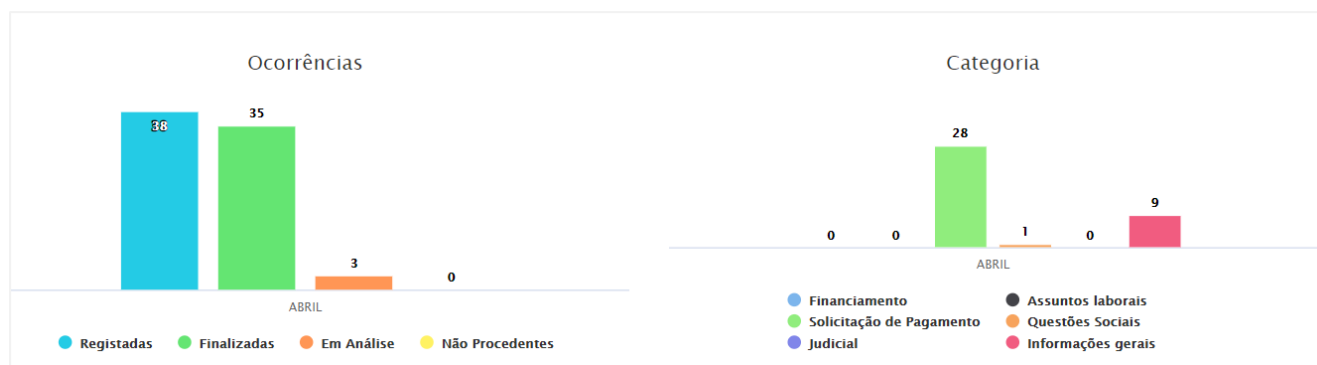 Ocorrências
38
35
3
0
ABRIL
Registadas
Finalizadas
Em Análise
Não Procedentes
Categoria
0
0
28
1
0
9
ABRIL
Financiamento
Assuntos laborais
Solicitação de Pagamento
Questões Sociais
Judicial
Informações gerais